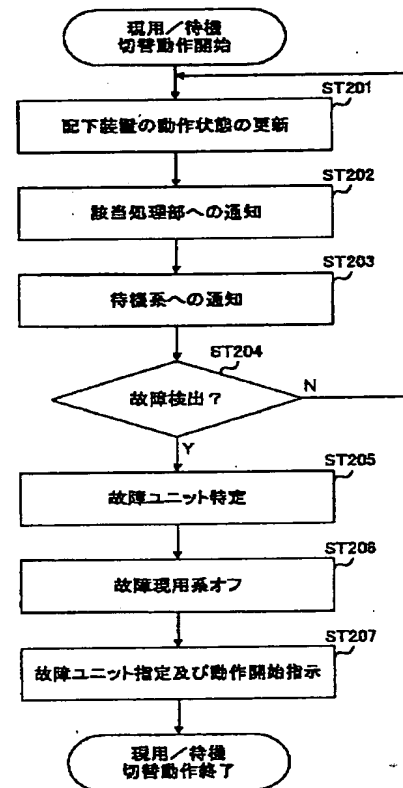 現用／待機
切替動作開始
ST201
配下装置の動作状態の更新
ST202
該当処理部への通知
ST203
待機系への通知
ST204
故障検出？
N
Y
ST205
故障ユニット特定
ST206
故障現用系オフ
ST207
故障ユニット指定及び動作開始指示
現用／待機
切替動作終了